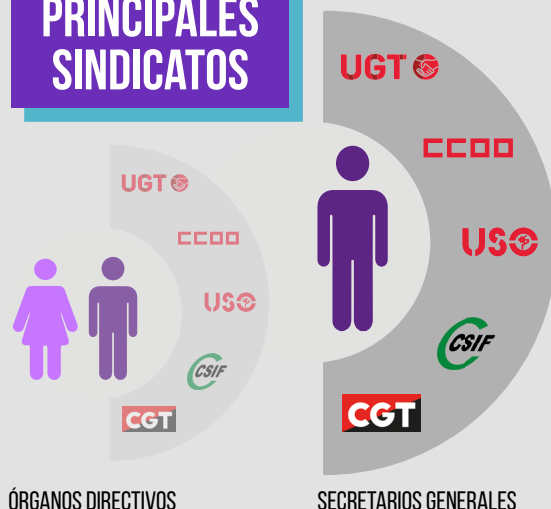 PRINCIPALES
SINDICATOS
UGT
CCOO
USO
CSIF
CGT
UGT
CCOO
USO
CSIF
CGT
ÓRGANOS DIRECTIVOS
SECRETARIOS GENERALES